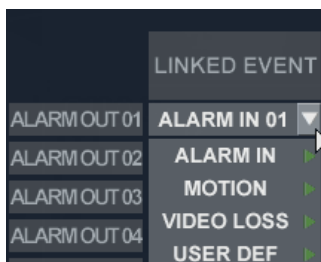 LINKED EVENT
ALARM OUT 01 ALARM IN 01
ALARM OUT 02 ALARM IN
ALARM OUT 03 MOTION
VIDEO LOSS
ALARM OUT 04
USER DEF